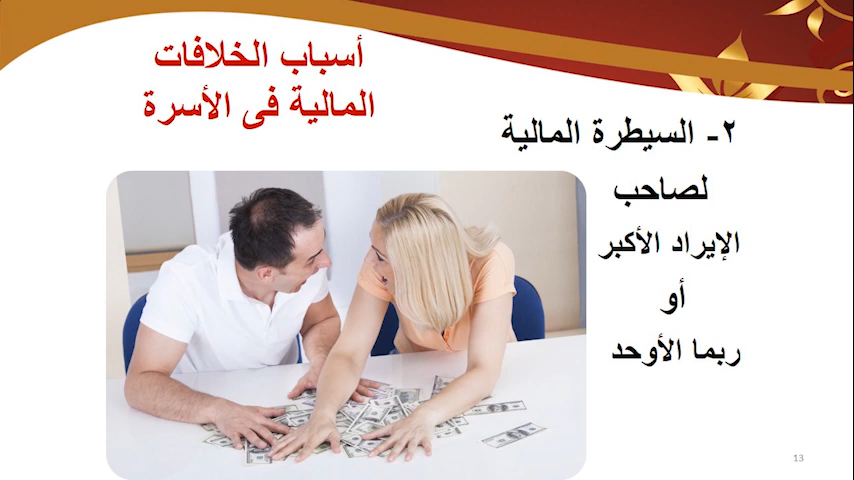 أسباب الخلافات
المالية فى الأسرة
٢- السيطرة المالية
لصاحب
الإيراد الأكبر
أو
ربما الأوحد
13